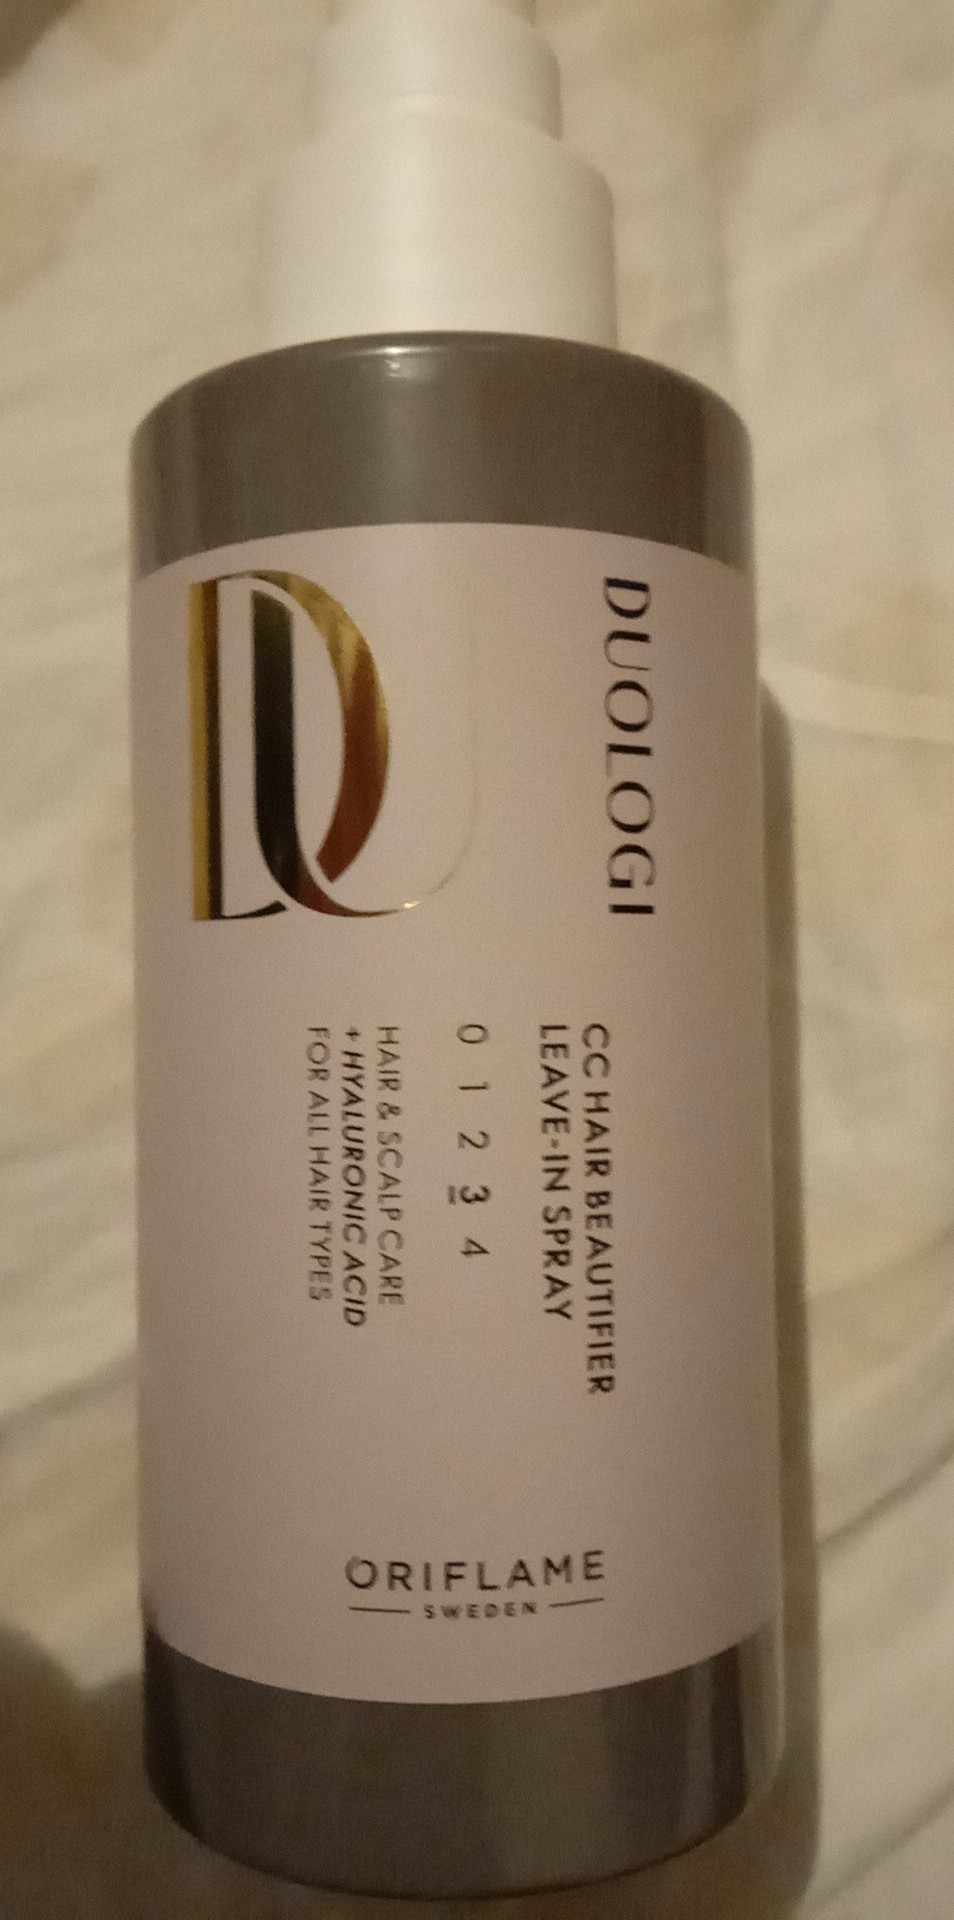 DU
DUOLOGI
CC HAIR BEAUTIFIER
LEAVE-IN SPRAY
0 1 2 3 4
HAIR & SCALP CARE
+ HYALURONIC ACID
FOR ALL HAIR TYPES
ORIFLAME
SWEDEN